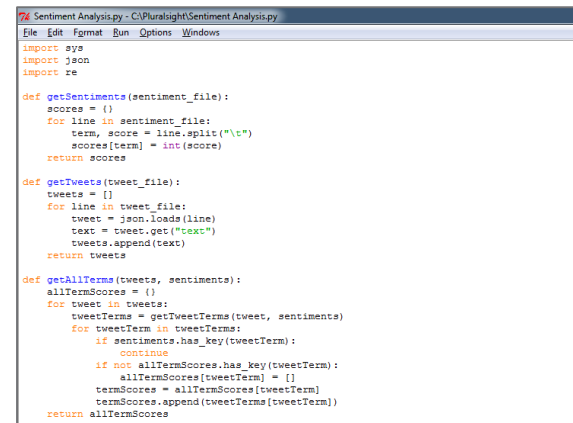 Sentiment Analysis.py - C:\Pluralsight\Sentiment Analysis.py
File Edit Format Run Options Windows
import sys
import json
import re

def getSentiments(sentiment_file):
    scores = {}
    for line in sentiment_file:
        term, score = line.split("\t")
        scores[term] = int(score)
    return scores

def getTweets(tweet_file):
    tweets = []
    for line in tweet_file:
        tweet = json.loads(line)
        text = tweet.get("text")
        tweets.append(text)
    return tweets

def getAllTerms(tweets, sentiments):
    allTermScores = {}
    for tweet in tweets:
        tweetTerms = getTweetTerms(tweet, sentiments)
        for tweetTerm in tweetTerms:
            if sentiments.has_key(tweetTerm):
                continue
            if not allTermScores.has_key(tweetTerm):
                allTermScores[tweetTerm] = []
            termScores = allTermScores[tweetTerm]
            termScores.append(tweetTerms[tweetTerm])
    return allTermScores